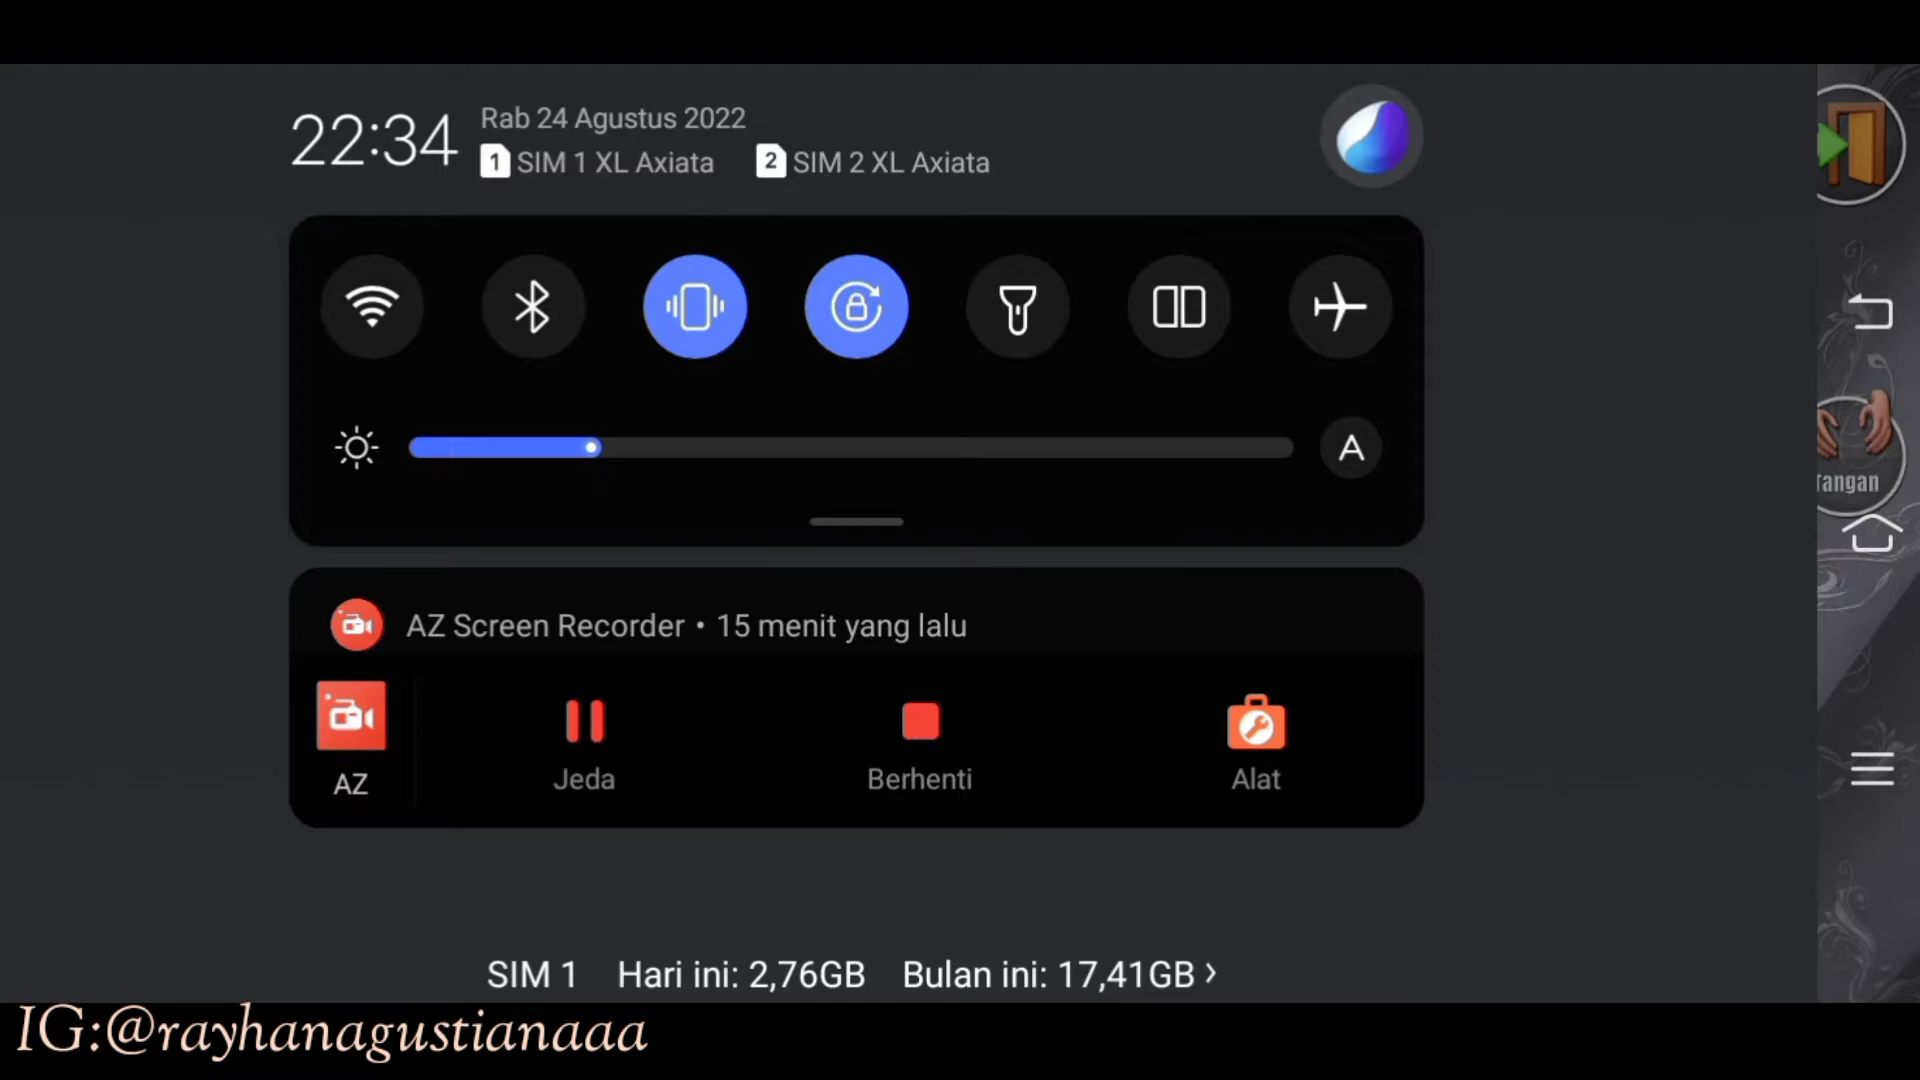 22:34
Rab 24 Agustus 2022
1 SIM 1 XL Axiata 2 SIM 2 XL Axiata
A
AZ Screen Recorder • 15 menit yang lalu
AZ
Jeda
Berhenti
Alat
SIM 1 Hari ini: 2,76GB Bulan ini: 17,41GB ›
IG:@rayhanagustianaaa